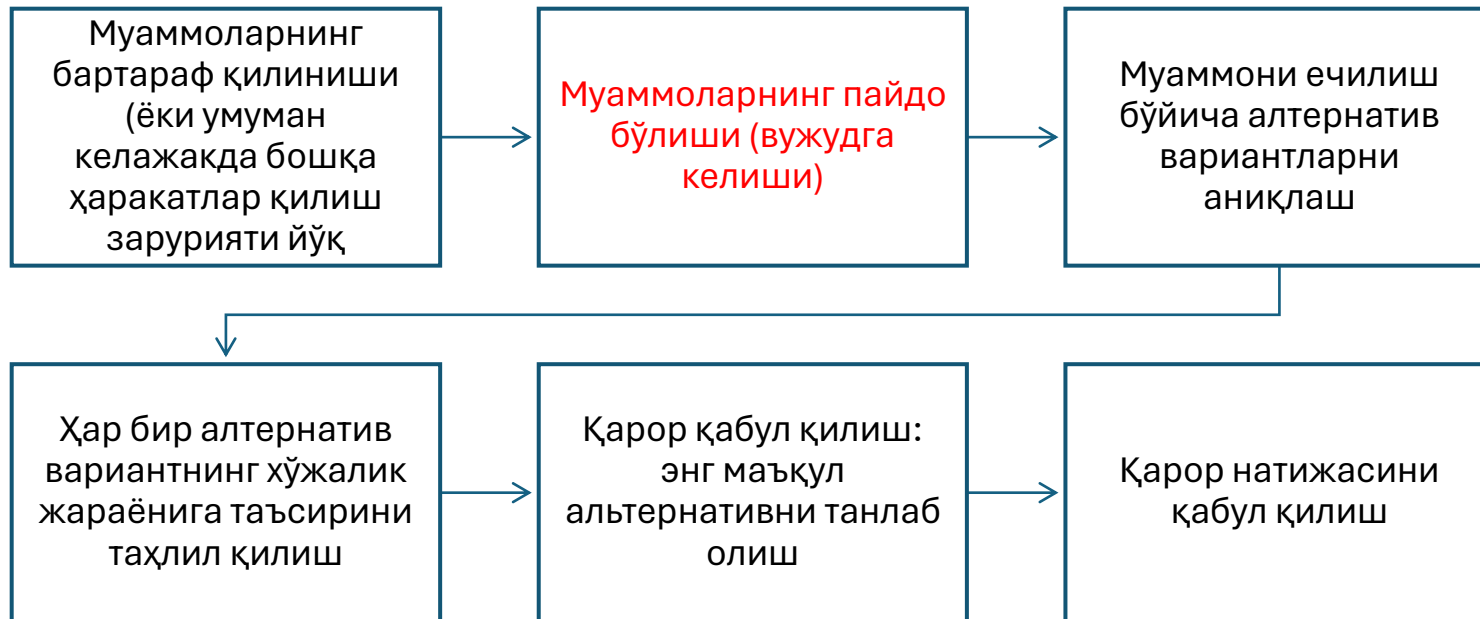 Муаммоларнинг
бартараф қилиниши
(ёки умуман
келажакда бошқа
ҳаракатлар қилиш
зарурияти йўқ
Муаммоларнинг пайдо
бўлиши (вужудга
келиши)
Муаммони ечилиш
бўйича алтернатив
вариантларни
аниқлаш
Ҳар бир алтернатив
вариантнинг хўжалик
жараёнига таъсирини
таҳлил қилиш
Қарор қабул қилиш:
энг маъқул
альтернативни танлаб
олиш
Қарор натижасини
қабул қилиш